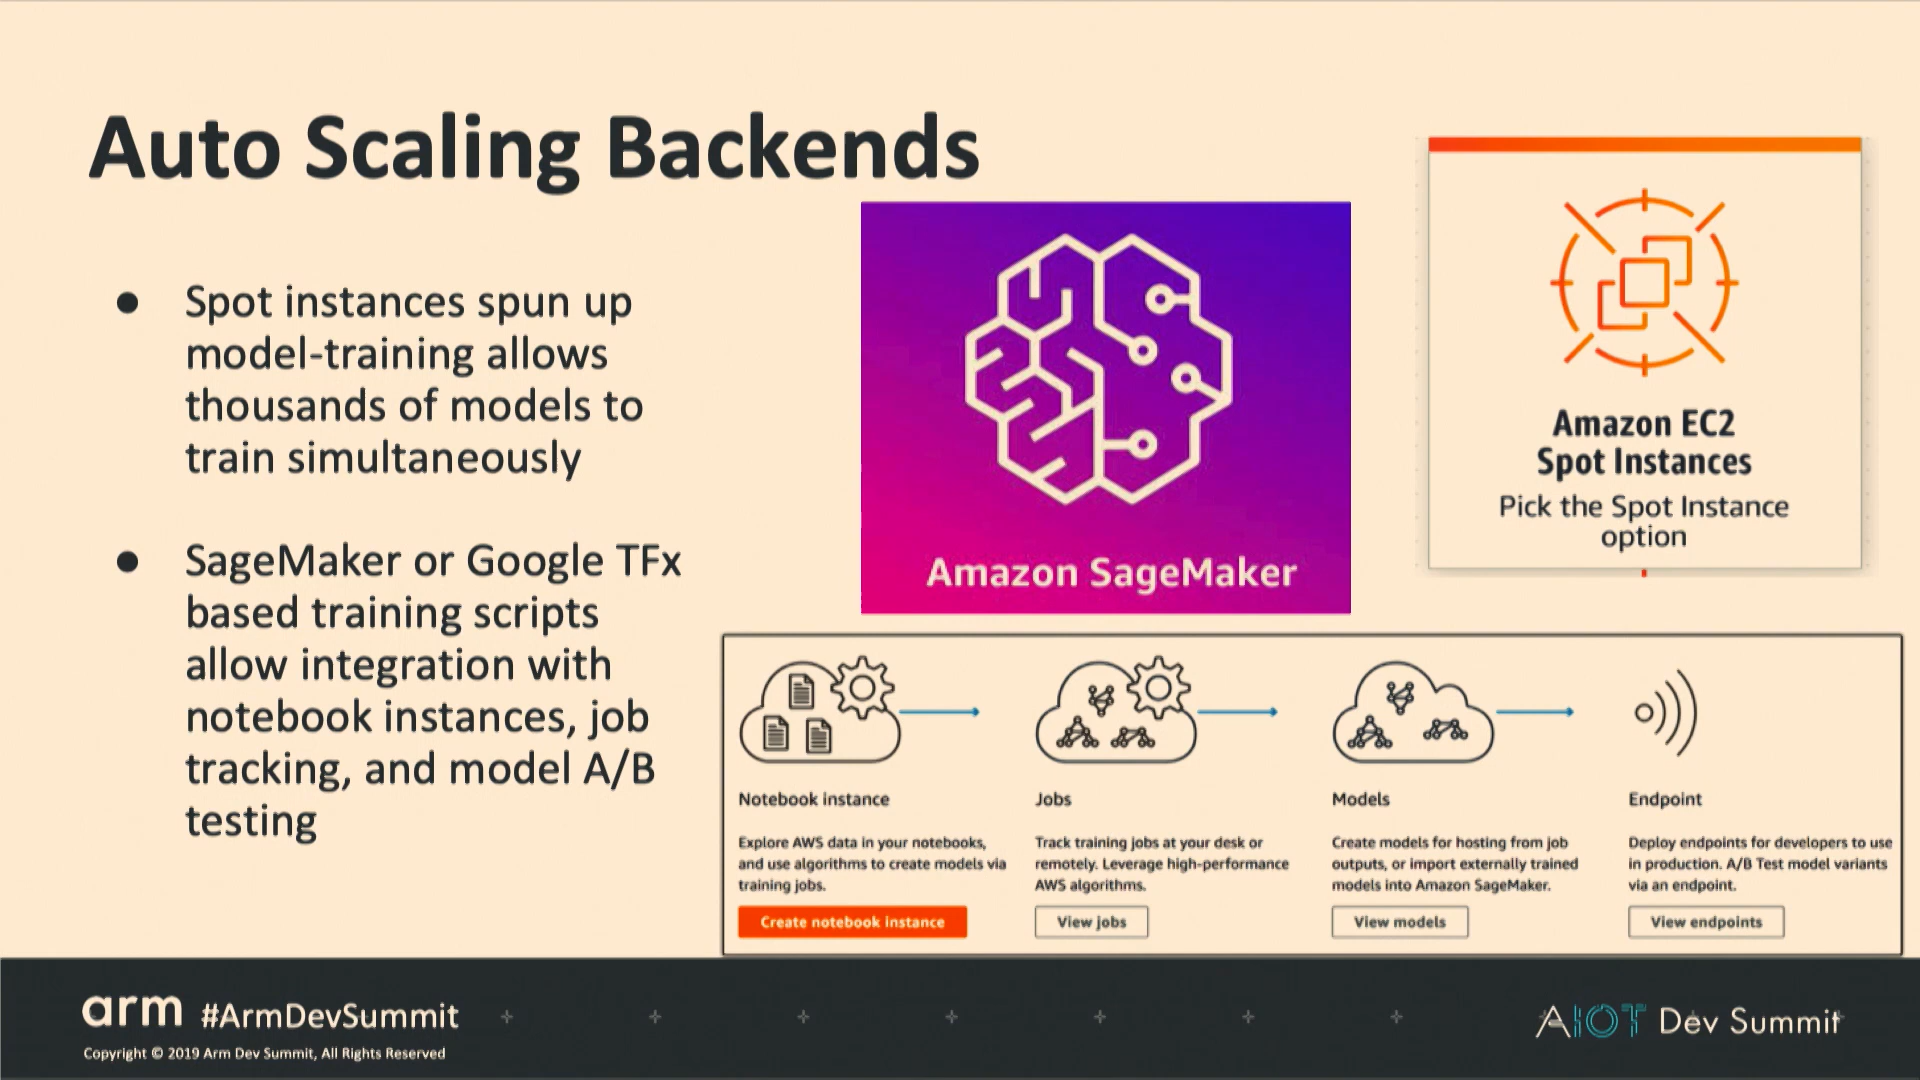 Auto Scaling Backends
● Spot instances spun up
model-training allows
thousands of models to
train simultaneously
● SageMaker or Google TFx
based training scripts
allow integration with
notebook instances, job
tracking, and model A/B
testing
Amazon SageMaker
Amazon EC2
Spot Instances
Pick the Spot Instance
option
Notebook instance
Explore AWS data in your notebooks,
and use algorithms to create models via
training jobs.
Create notebook instance
Jobs
Track training jobs at your desk or
remotely. Leverage high-performance
AWS algorithms.
View jobs
Models
Create models for hosting from job
outputs, or import externally trained
models into Amazon SageMaker.
View models
Endpoint
Deploy endpoints for developers to use
in production. A/B Test model variants
via an endpoint.
View endpoints
arm #ArmDevSummit
Copyright © 2019 Arm Dev Summit, All Rights Reserved
AIOT Dev Summit